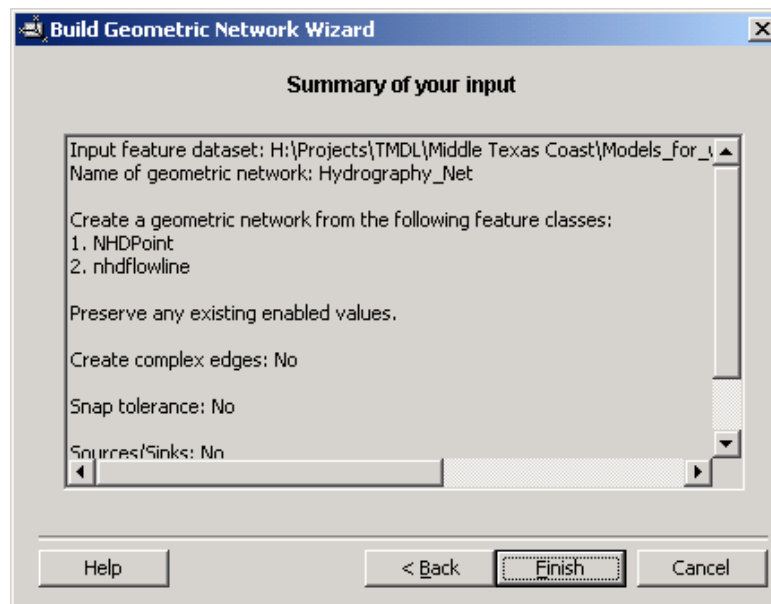 Build Geometric Network Wizard
Summary of your input
Input feature dataset: H:\Projects\TMDL\Middle Texas Coast\Models_for_
Name of geometric network: Hydrography_Net
Create a geometric network from the following feature classes:
1. NHDPoint
2. nhdflowline
Preserve any existing enabled values.
Create complex edges: No
Snap tolerance: No
Sources/Sinks: No
Help
< Back
Finish
Cancel